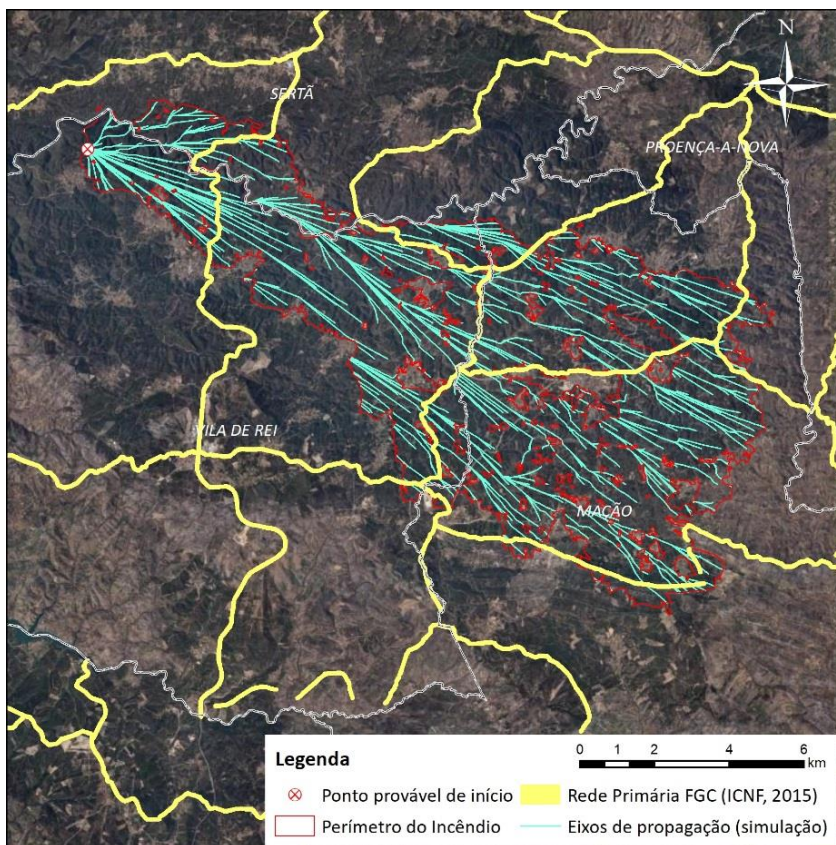 N
SERTÃ
PROENÇA-A-NOVA
VILA DE REI
MAÇÃO
Legenda
0 1 2 4 6
km
Ponto provável de início
Rede Primária FGC (ICNF, 2015)
Perímetro do Incêndio
Eixos de propagação (simulação)